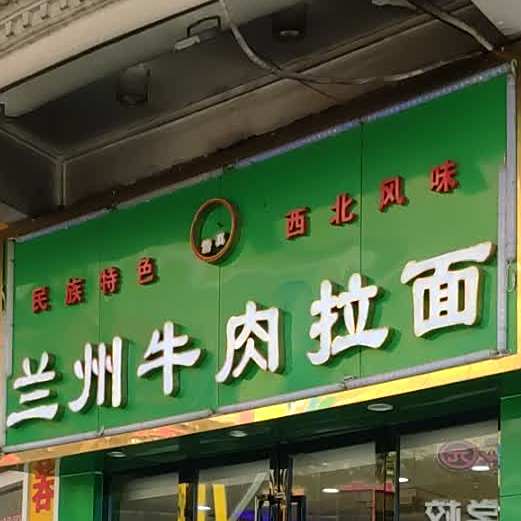 民族特色 西北风味
兰州牛肉拉面